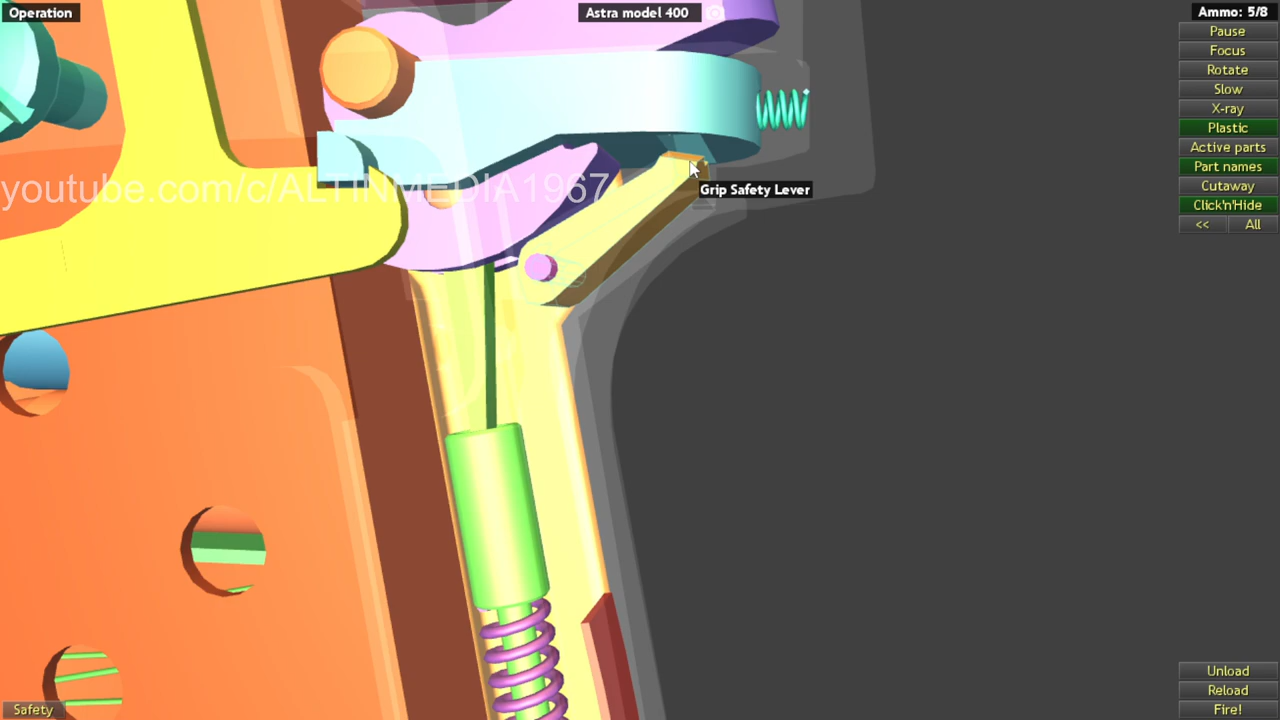 Operation
Astra model 400
Ammo: 5/8
Pause
Focus
Rotate
Slow
X-ray
Plastic
Active parts
Part names
Cutaway
Click'n'Hide
<< All
youtube.com/c/ALTINMEDIA1967
Grip Safety Lever
Unload
Reload
Fire!
Safety